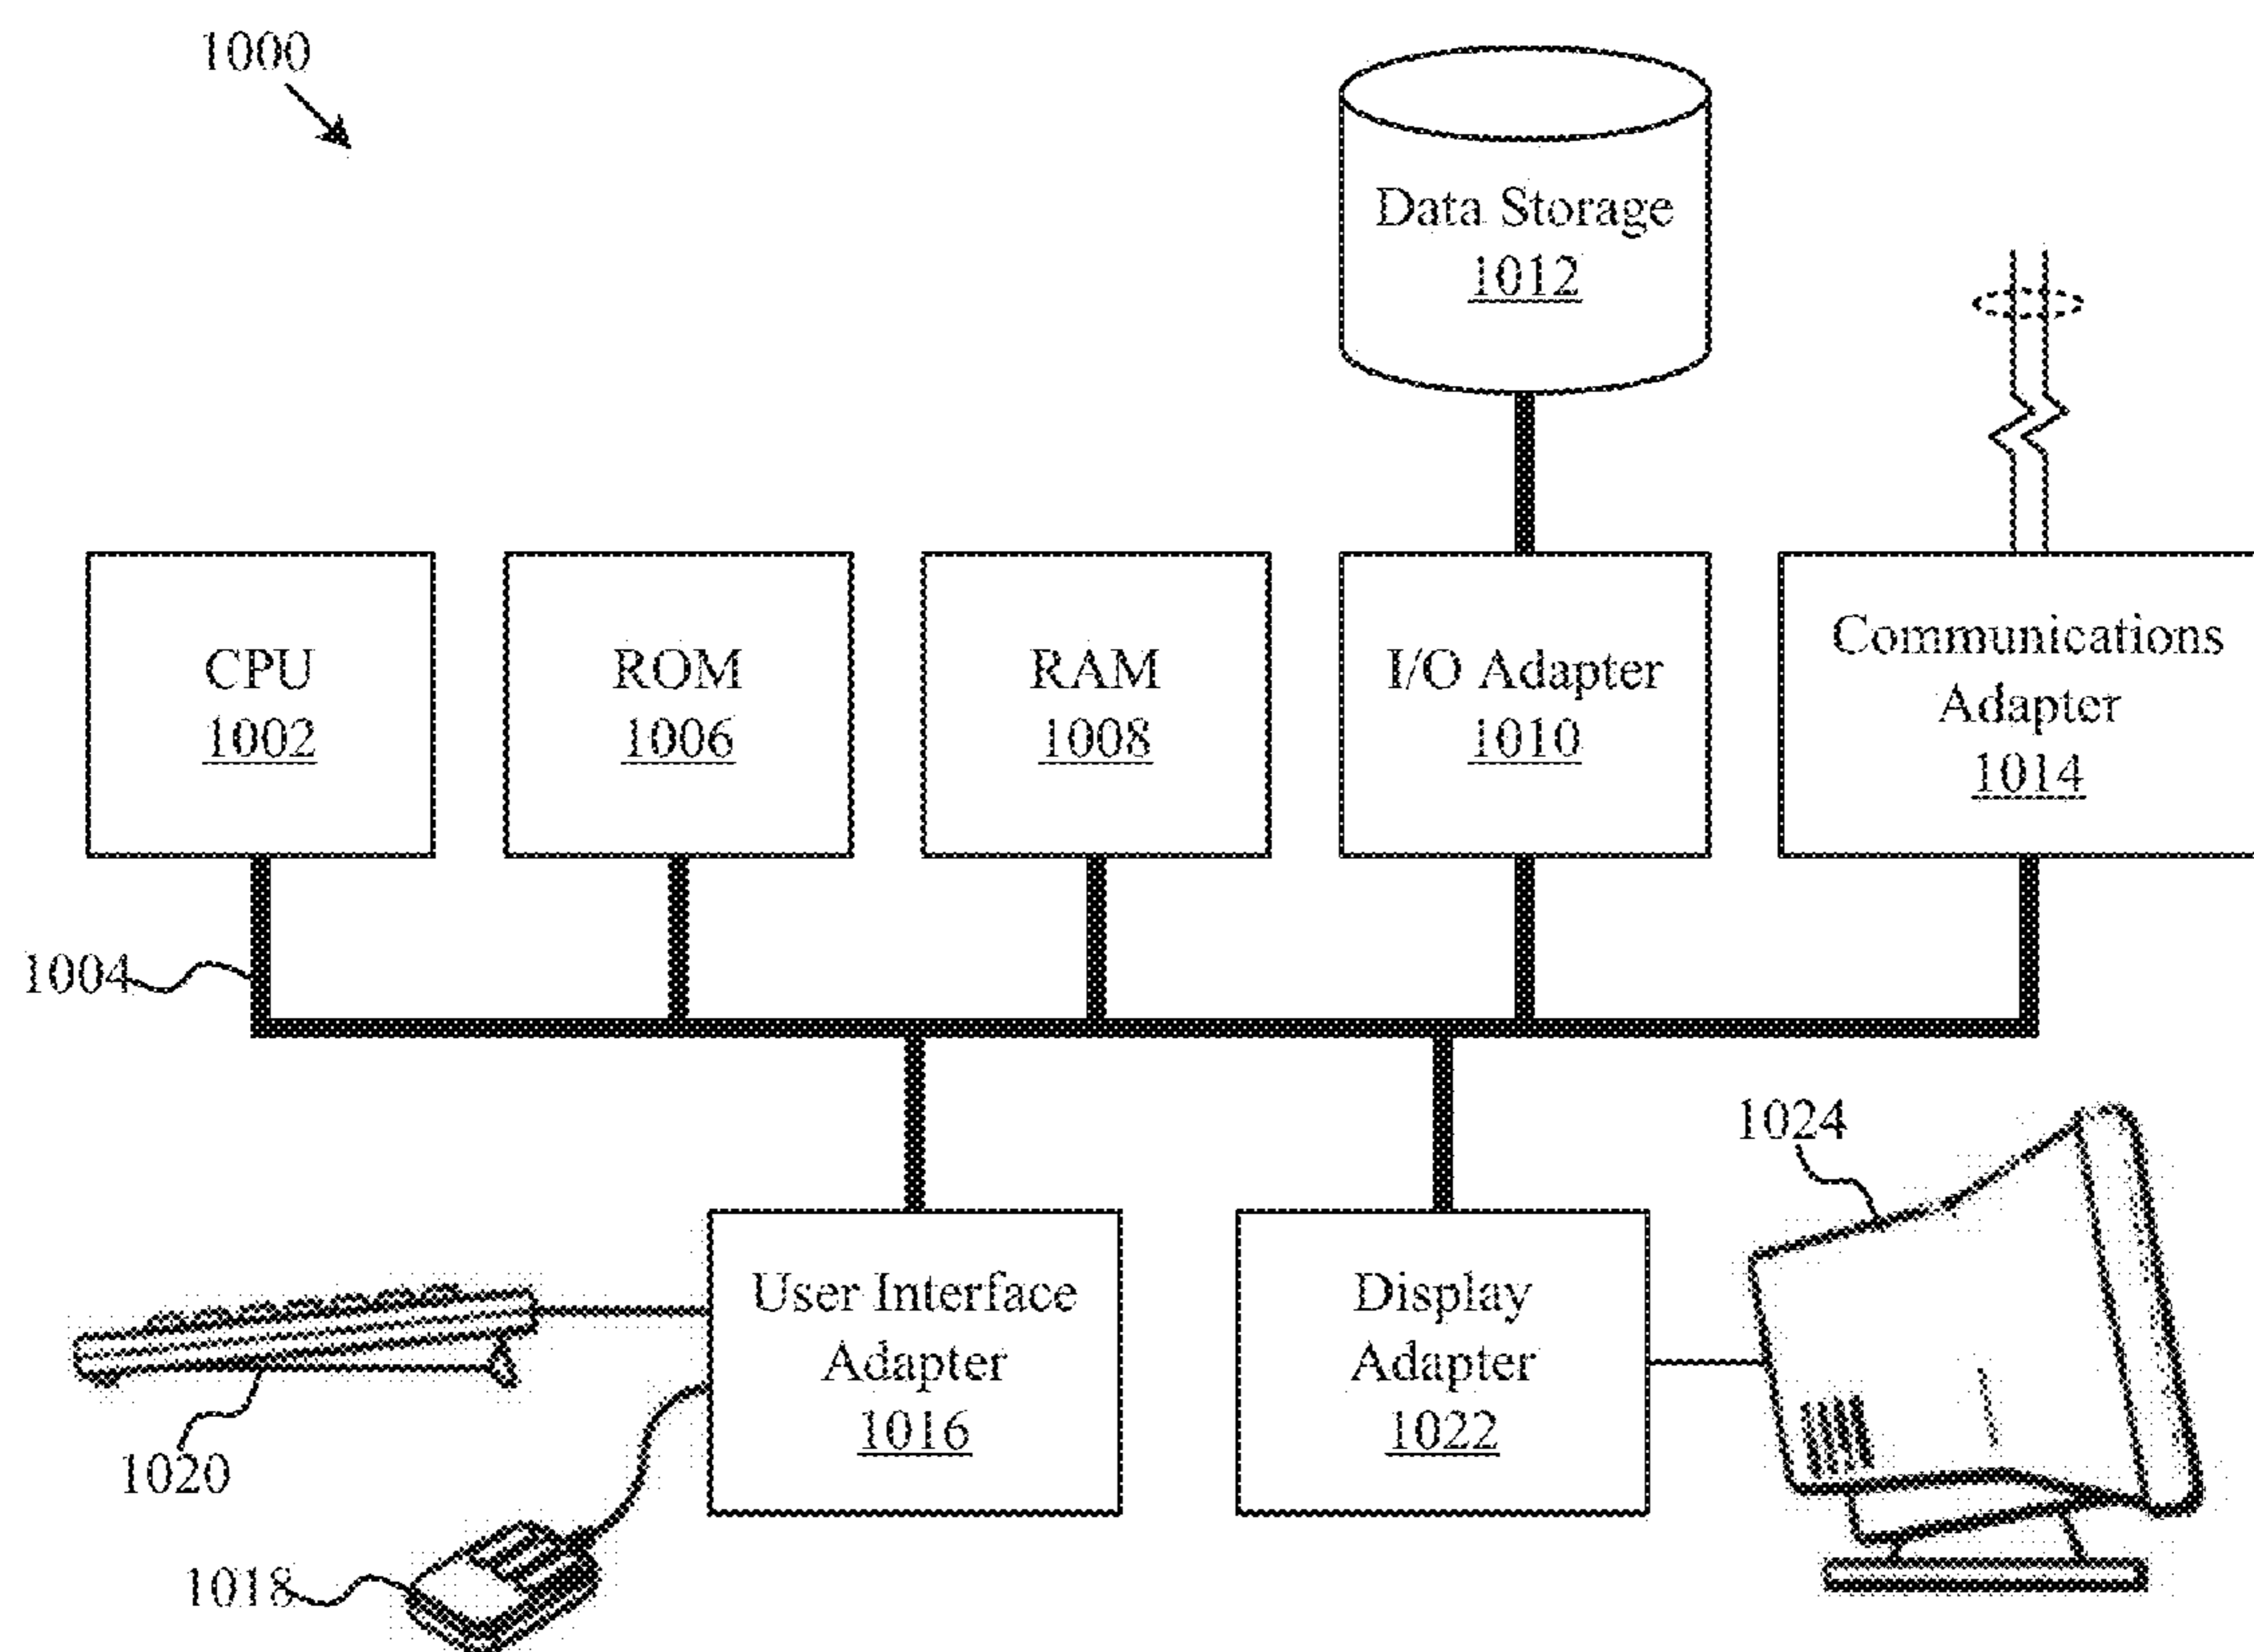 1000
Data Storage
1012
CPU
1002
ROM
1006
RAM
1008
I/O Adapter
1010
Communications
Adapter
1014
1004
1024
User Interface
Adapter
1016
Display
Adapter
1022
1020
1018